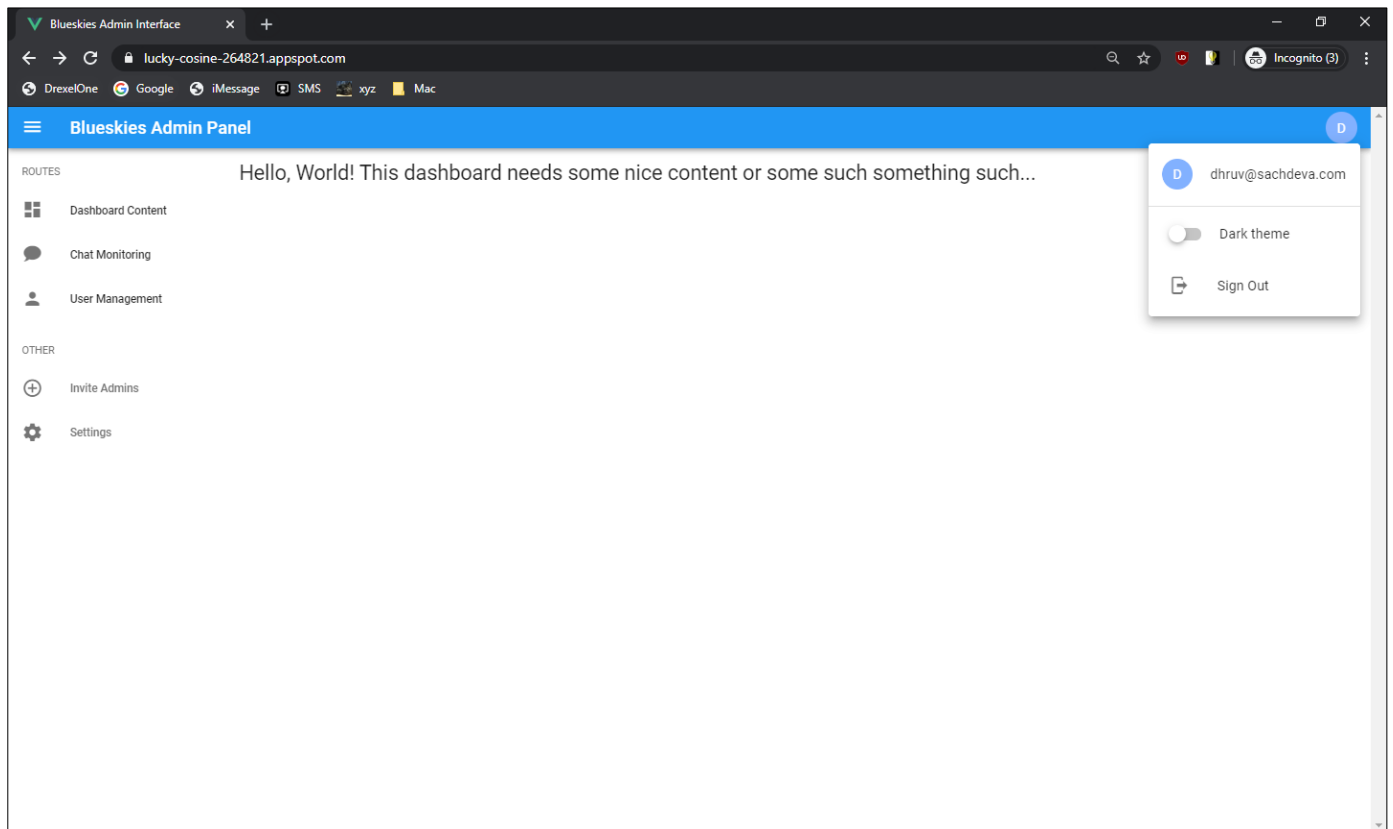 Blueskies Admin Interface
lucky-cosine-264821.appspot.com
Incognito (3)
DrexelOne Google iMessage SMS xyz Mac
Blueskies Admin Panel
D
ROUTES
Dashboard Content
Chat Monitoring
User Management
OTHER
Invite Admins
Settings
Hello, World! This dashboard needs some nice content or some such something such...
D dhruv@sachdeva.com
Dark theme
Sign Out